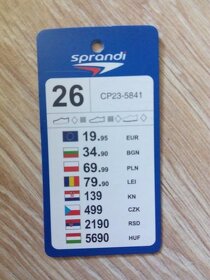 sprandi
26 CP23-5841
19.95 EUR
34.90 BGN
69.99 PLN
79.90 LEI
139 KN
499 CZK
2190 RSD
5690 HUF